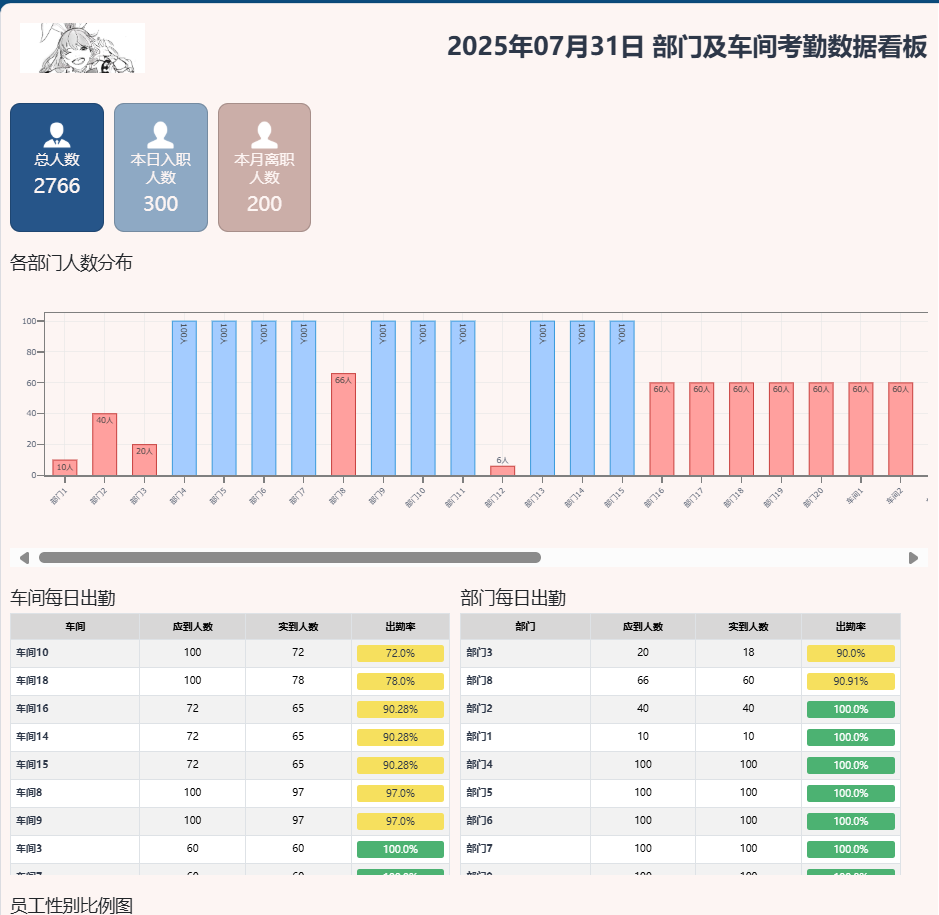 2025年07月31日 部门及车间考勤数据看板
总人数
2766
本日入职
人数
300
本月离职
人数
200
各部门人数分布
100
80
60
40
20
0
10人 40人 20人 100人 100人 100人 100人 66人 100人 100人 100人 6人 100人 100人 100人 60人 60人 60人 60人 60人 60人 60人
部门1 部门2 部门3 部门4 部门5 部门6 部门7 部门8 部门9 部门10 部门11 部门12 部门13 部门14 部门15 部门16 部门17 部门18 部门19 部门20 车间1 车间2
车间每日出勤
车间 应到人数 实到人数 出勤率
车间10 100 72 72.0%
车间18 100 78 78.0%
车间16 72 65 90.28%
车间14 72 65 90.28%
车间15 72 65 90.28%
车间8 100 97 97.0%
车间9 100 97 97.0%
车间3 60 60 100.0%
部门每日出勤
部门 应到人数 实到人数 出勤率
部门3 20 18 90.0%
部门8 66 60 90.91%
部门2 40 40 100.0%
部门1 10 10 100.0%
部门4 100 100 100.0%
部门5 100 100 100.0%
部门6 100 100 100.0%
部门7 100 100 100.0%
员工性别比例图